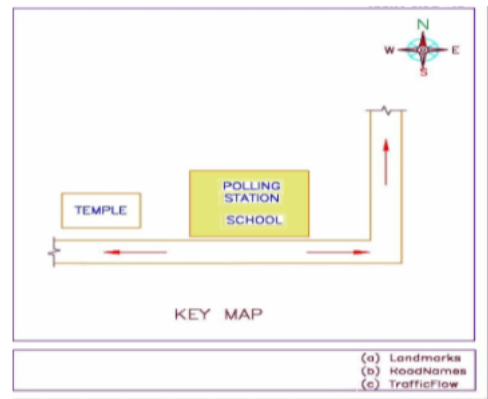 N
W E
S
POLLING
STATION
SCHOOL
TEMPLE
KEY MAP
(a) Landmarks
(b) RoadNames
(c) TrafficFlow